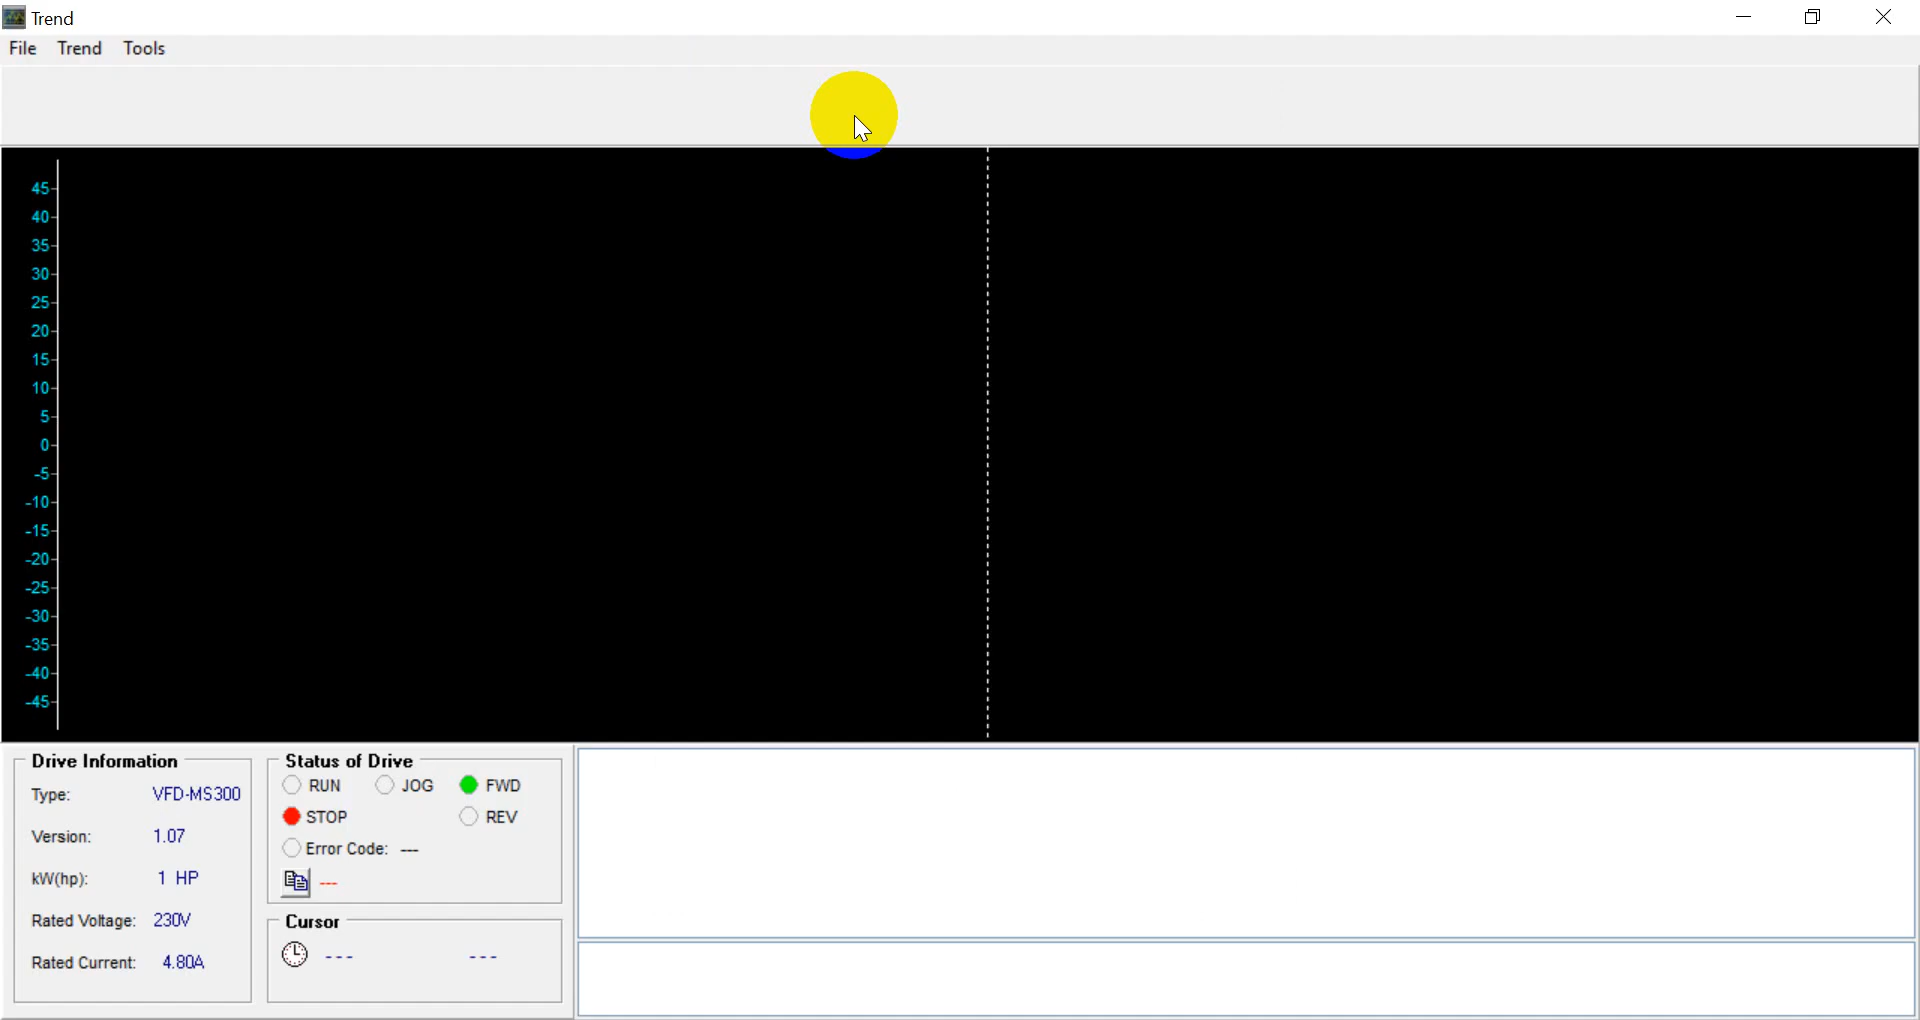 Trend
File Trend Tools
45
40
35
30
25
20
15
10
5
0
-5
-10
-15
-20
-25
-30
-35
-40
-45
Drive Information
Type: VFD-MS300
Version: 1.07
kW(hp): 1 HP
Rated Voltage: 230V
Rated Current: 4.80A
Status of Drive
RUN JOG FWD
STOP REV
Error Code: ---
---
Cursor
--- ---